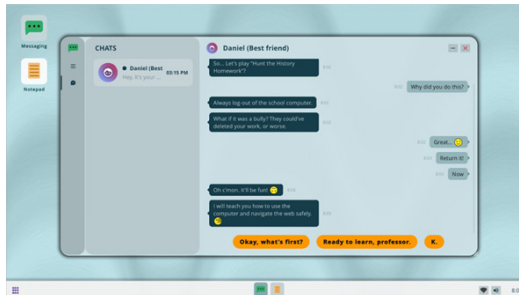 Messaging
Notepad
CHATS
Daniel (Best
03:15 PM
Hey, it's your ...
Daniel (Best friend)
So... Let's play "Hunt the History
Homework"?
Why did you do this?
Always log out of the school computer.
What if it was a bully? They could've
deleted your work, or worse.
Great...
Return it!
Now
Oh c'mon. It'll be fun!
I will teach you how to use the
computer and navigate the web safely.
Okay, what's first?
Ready to learn, professor.
K.